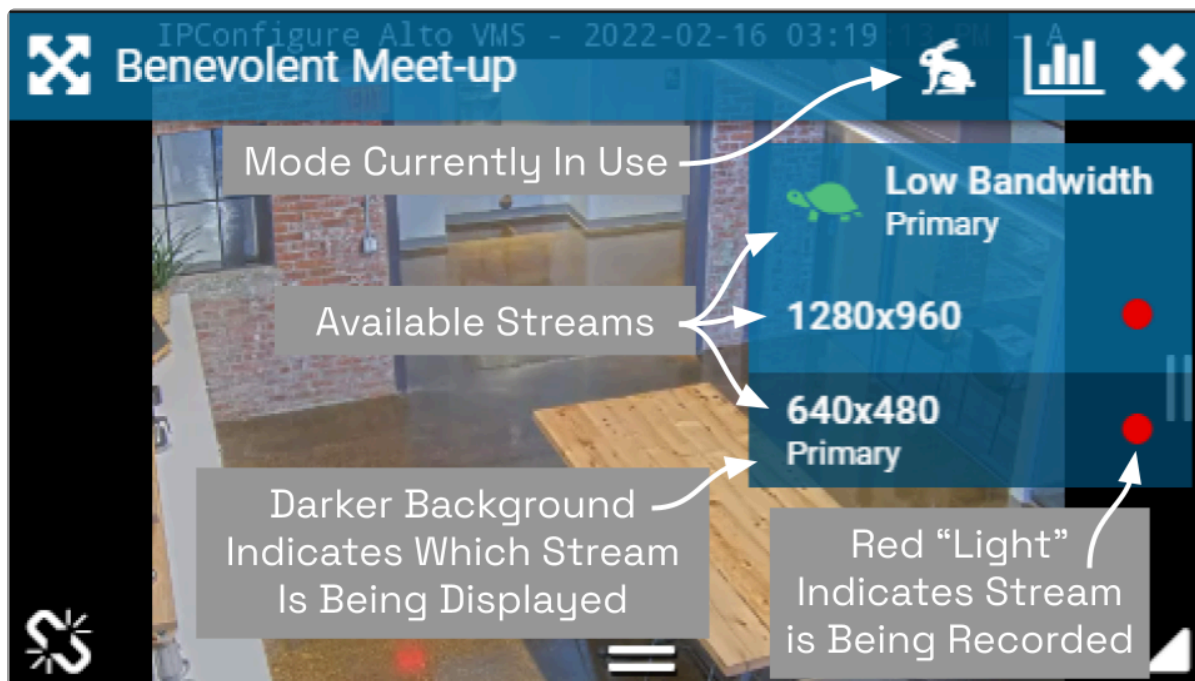 IPConfigure Alto VMS - 2022-02-16 03:19:13 PM - A
Benevolent Meet-up
Mode Currently In Use
Low Bandwidth
Primary
Available Streams
1280x960
640x480
Primary
Darker Background
Indicates Which Stream
Is Being Displayed
Red “Light”
Indicates Stream
is Being Recorded